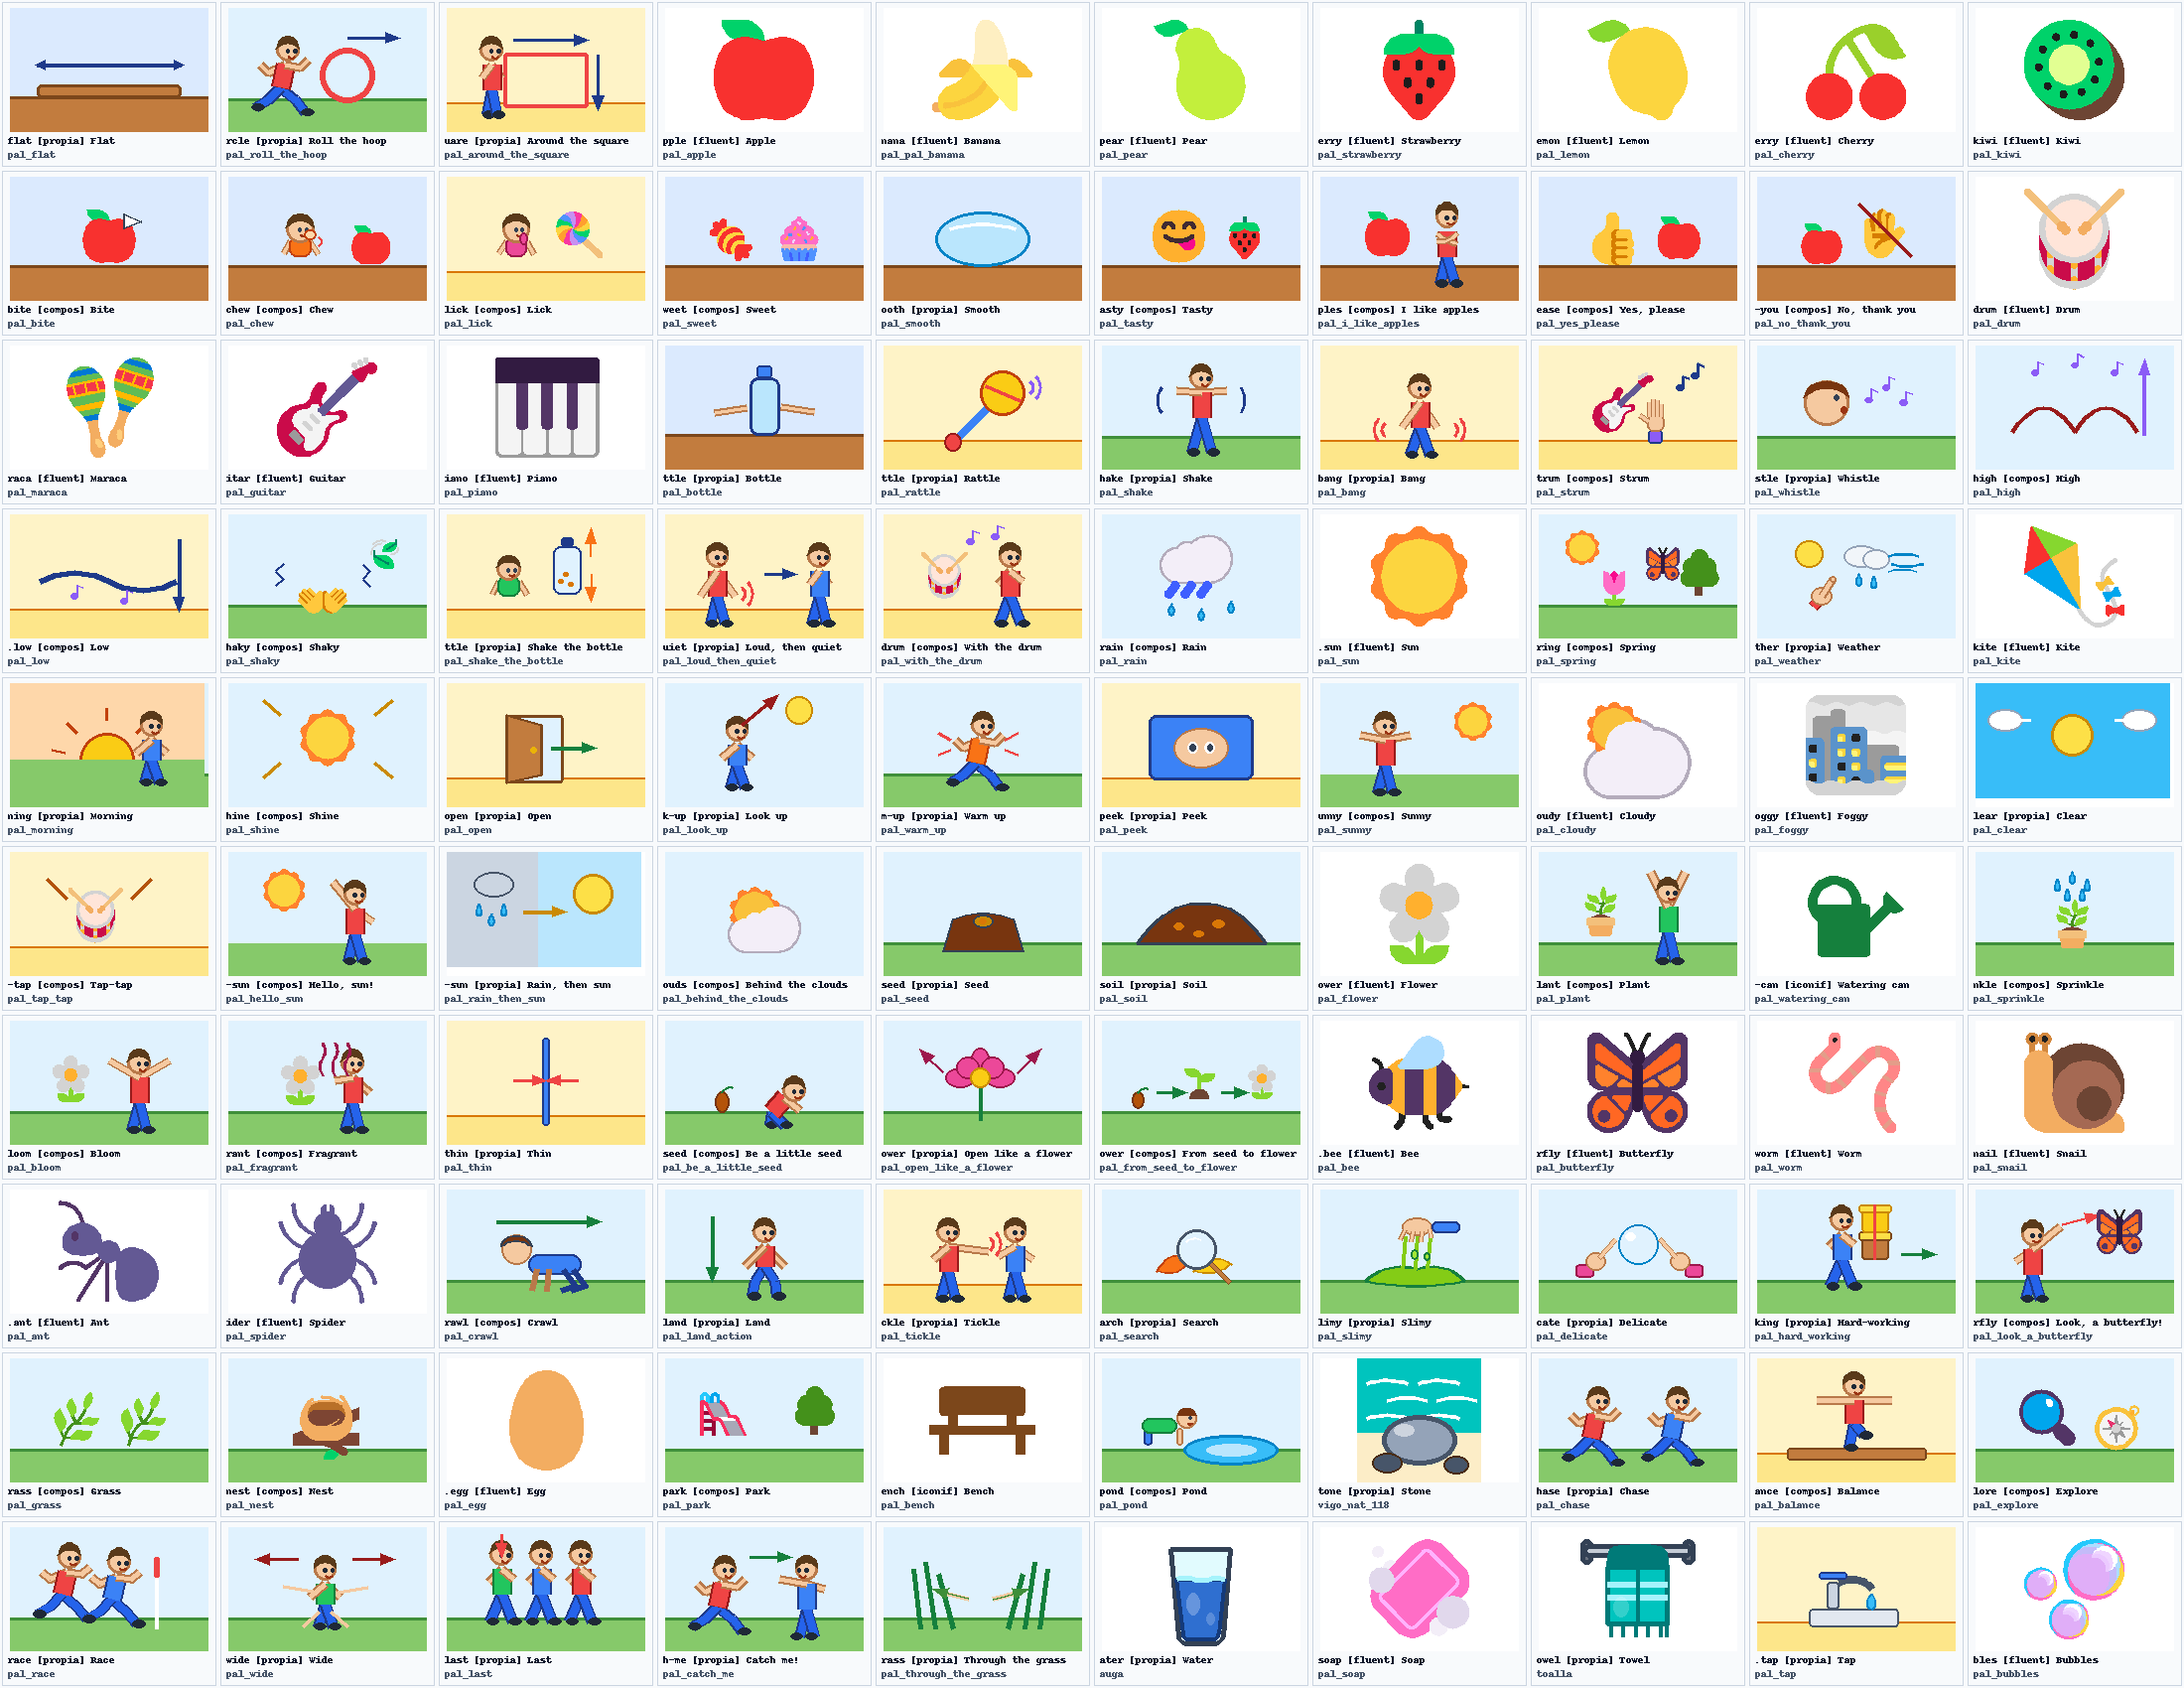 flat [propia] Flat
pal_flat
rcle [propia] Roll the hoop
pal_roll_the_hoop
uare [propia] Around the square
pal_around_the_square
pple [fluent] Apple
pal_apple
nana [fluent] Banana
pal_pal_banana
pear [fluent] Pear
pal_pear
erry [fluent] Strawberry
pal_strawberry
emon [fluent] Lemon
pal_lemon
erry [fluent] Cherry
pal_cherry
kiwi [fluent] Kiwi
pal_kiwi
bite [compos] Bite
pal_bite
chew [compos] Chew
pal_chew
lick [compos] Lick
pal_lick
weet [compos] Sweet
pal_sweet
ooth [propia] Smooth
pal_smooth
asty [compos] Tasty
pal_tasty
ples [compos] I like apples
pal_i_like_apples
ease [compos] Yes, please
pal_yes_please
-you [compos] No, thank you
pal_no_thank_you
drum [fluent] Drum
pal_drum
raca [fluent] Maraca
pal_maraca
itar [fluent] Guitar
pal_guitar
iano [fluent] Piano
pal_piano
ttle [propia] Bottle
pal_bottle
ttle [propia] Rattle
pal_rattle
hake [propia] Shake
pal_shake
bang [propia] Bang
pal_bang
trum [compos] Strum
pal_strum
stle [propia] Whistle
pal_whistle
high [compos] High
pal_high
.low [compos] Low
pal_low
haky [compos] Shaky
pal_shaky
ttle [propia] Shake the bottle
pal_shake_the_bottle
uiet [propia] Loud, then quiet
pal_loud_then_quiet
drum [compos] With the drum
pal_with_the_drum
rain [compos] Rain
pal_rain
.sun [fluent] Sun
pal_sun
ring [compos] Spring
pal_spring
ther [propia] Weather
pal_weather
kite [fluent] Kite
pal_kite
ning [propia] Morning
pal_morning
hine [compos] Shine
pal_shine
open [propia] Open
pal_open
k-up [propia] Look up
pal_look_up
m-up [propia] Warm up
pal_warm_up
peek [propia] Peek
pal_peek
unny [compos] Sunny
pal_sunny
oudy [fluent] Cloudy
pal_cloudy
oggy [fluent] Foggy
pal_foggy
lear [propia] Clear
pal_clear
-tap [compos] Tap-tap
pal_tap_tap
-sun [compos] Hello, sun!
pal_hello_sun
-sun [propia] Rain, then sun
pal_rain_then_sun
ouds [compos] Behind the clouds
pal_behind_the_clouds
seed [propia] Seed
pal_seed
soil [propia] Soil
pal_soil
ower [fluent] Flower
pal_flower
lant [compos] Plant
pal_plant
-can [iconif] Watering can
pal_watering_can
nkle [compos] Sprinkle
pal_sprinkle
loom [compos] Bloom
pal_bloom
rant [compos] Fragrant
pal_fragrant
thin [propia] Thin
pal_thin
seed [compos] Be a little seed
pal_be_a_little_seed
ower [propia] Open like a flower
pal_open_like_a_flower
ower [compos] From seed to flower
pal_from_seed_to_flower
.bee [fluent] Bee
pal_bee
rfly [fluent] Butterfly
pal_butterfly
worm [fluent] Worm
pal_worm
nail [fluent] Snail
pal_snail
.ant [fluent] Ant
pal_ant
ider [fluent] Spider
pal_spider
rawl [compos] Crawl
pal_crawl
land [propia] Land
pal_land_action
ckle [propia] Tickle
pal_tickle
arch [propia] Search
pal_search
limy [propia] Slimy
pal_slimy
cate [propia] Delicate
pal_delicate
king [propia] Hard-working
pal_hard_working
rfly [compos] Look, a butterfly!
pal_look_a_butterfly
rass [compos] Grass
pal_grass
nest [compos] Nest
pal_nest
.egg [fluent] Egg
pal_egg
park [compos] Park
pal_park
ench [iconif] Bench
pal_bench
pond [compos] Pond
pal_pond
tone [propia] Stone
vigo_nat_118
hase [propia] Chase
pal_chase
ance [compos] Balance
pal_balance
lore [compos] Explore
pal_explore
race [propia] Race
pal_race
wide [propia] Wide
pal_wide
last [propia] Last
pal_last
h-me [propia] Catch me!
pal_catch_me
rass [propia] Through the grass
pal_through_the_grass
ater [propia] Water
auga
soap [fluent] Soap
pal_soap
owel [propia] Towel
toalla
.tap [propia] Tap
pal_tap
bles [fluent] Bubbles
pal_bubbles